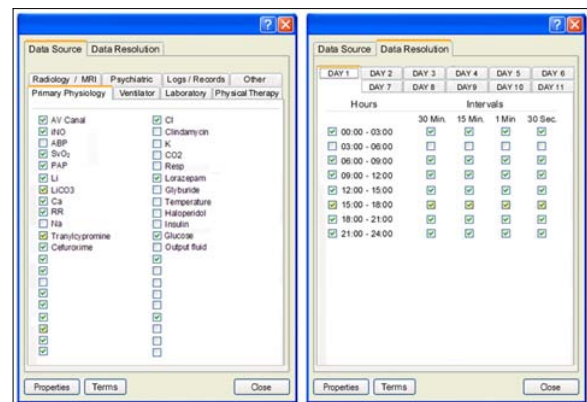 Data Source Data Resolution
Radiology / MRI Psychiatric Logs / Records Other
Primary Physiology Ventilator Laboratory Physical Therapy
AV Canal
iNO
ABP
SvO₂
PAP
Li
LiCO3
Ca
RR
Na
Tranylcypromine
Cefuroxime
Cl
Clindamycin
K
CO2
Resp
Lorazepam
Glyburide
Temperature
Haloperidol
Insulin
Glucose
Output fluid
Properties Terms Close
Data Source Data Resolution
DAY 1 DAY 2 DAY 3 DAY 4 DAY 5 DAY 6
DAY 7 DAY 8 DAY9 DAY 10 DAY 11
Hours Intervals
30 Min. 15 Min. 1 Min 30 Sec.
00:00 - 03:00
03:00 - 06:00
06:00 - 09:00
09:00 - 12:00
12:00 - 15:00
15:00 - 18:00
18:00 - 21:00
21:00 - 24:00
Properties Terms Close